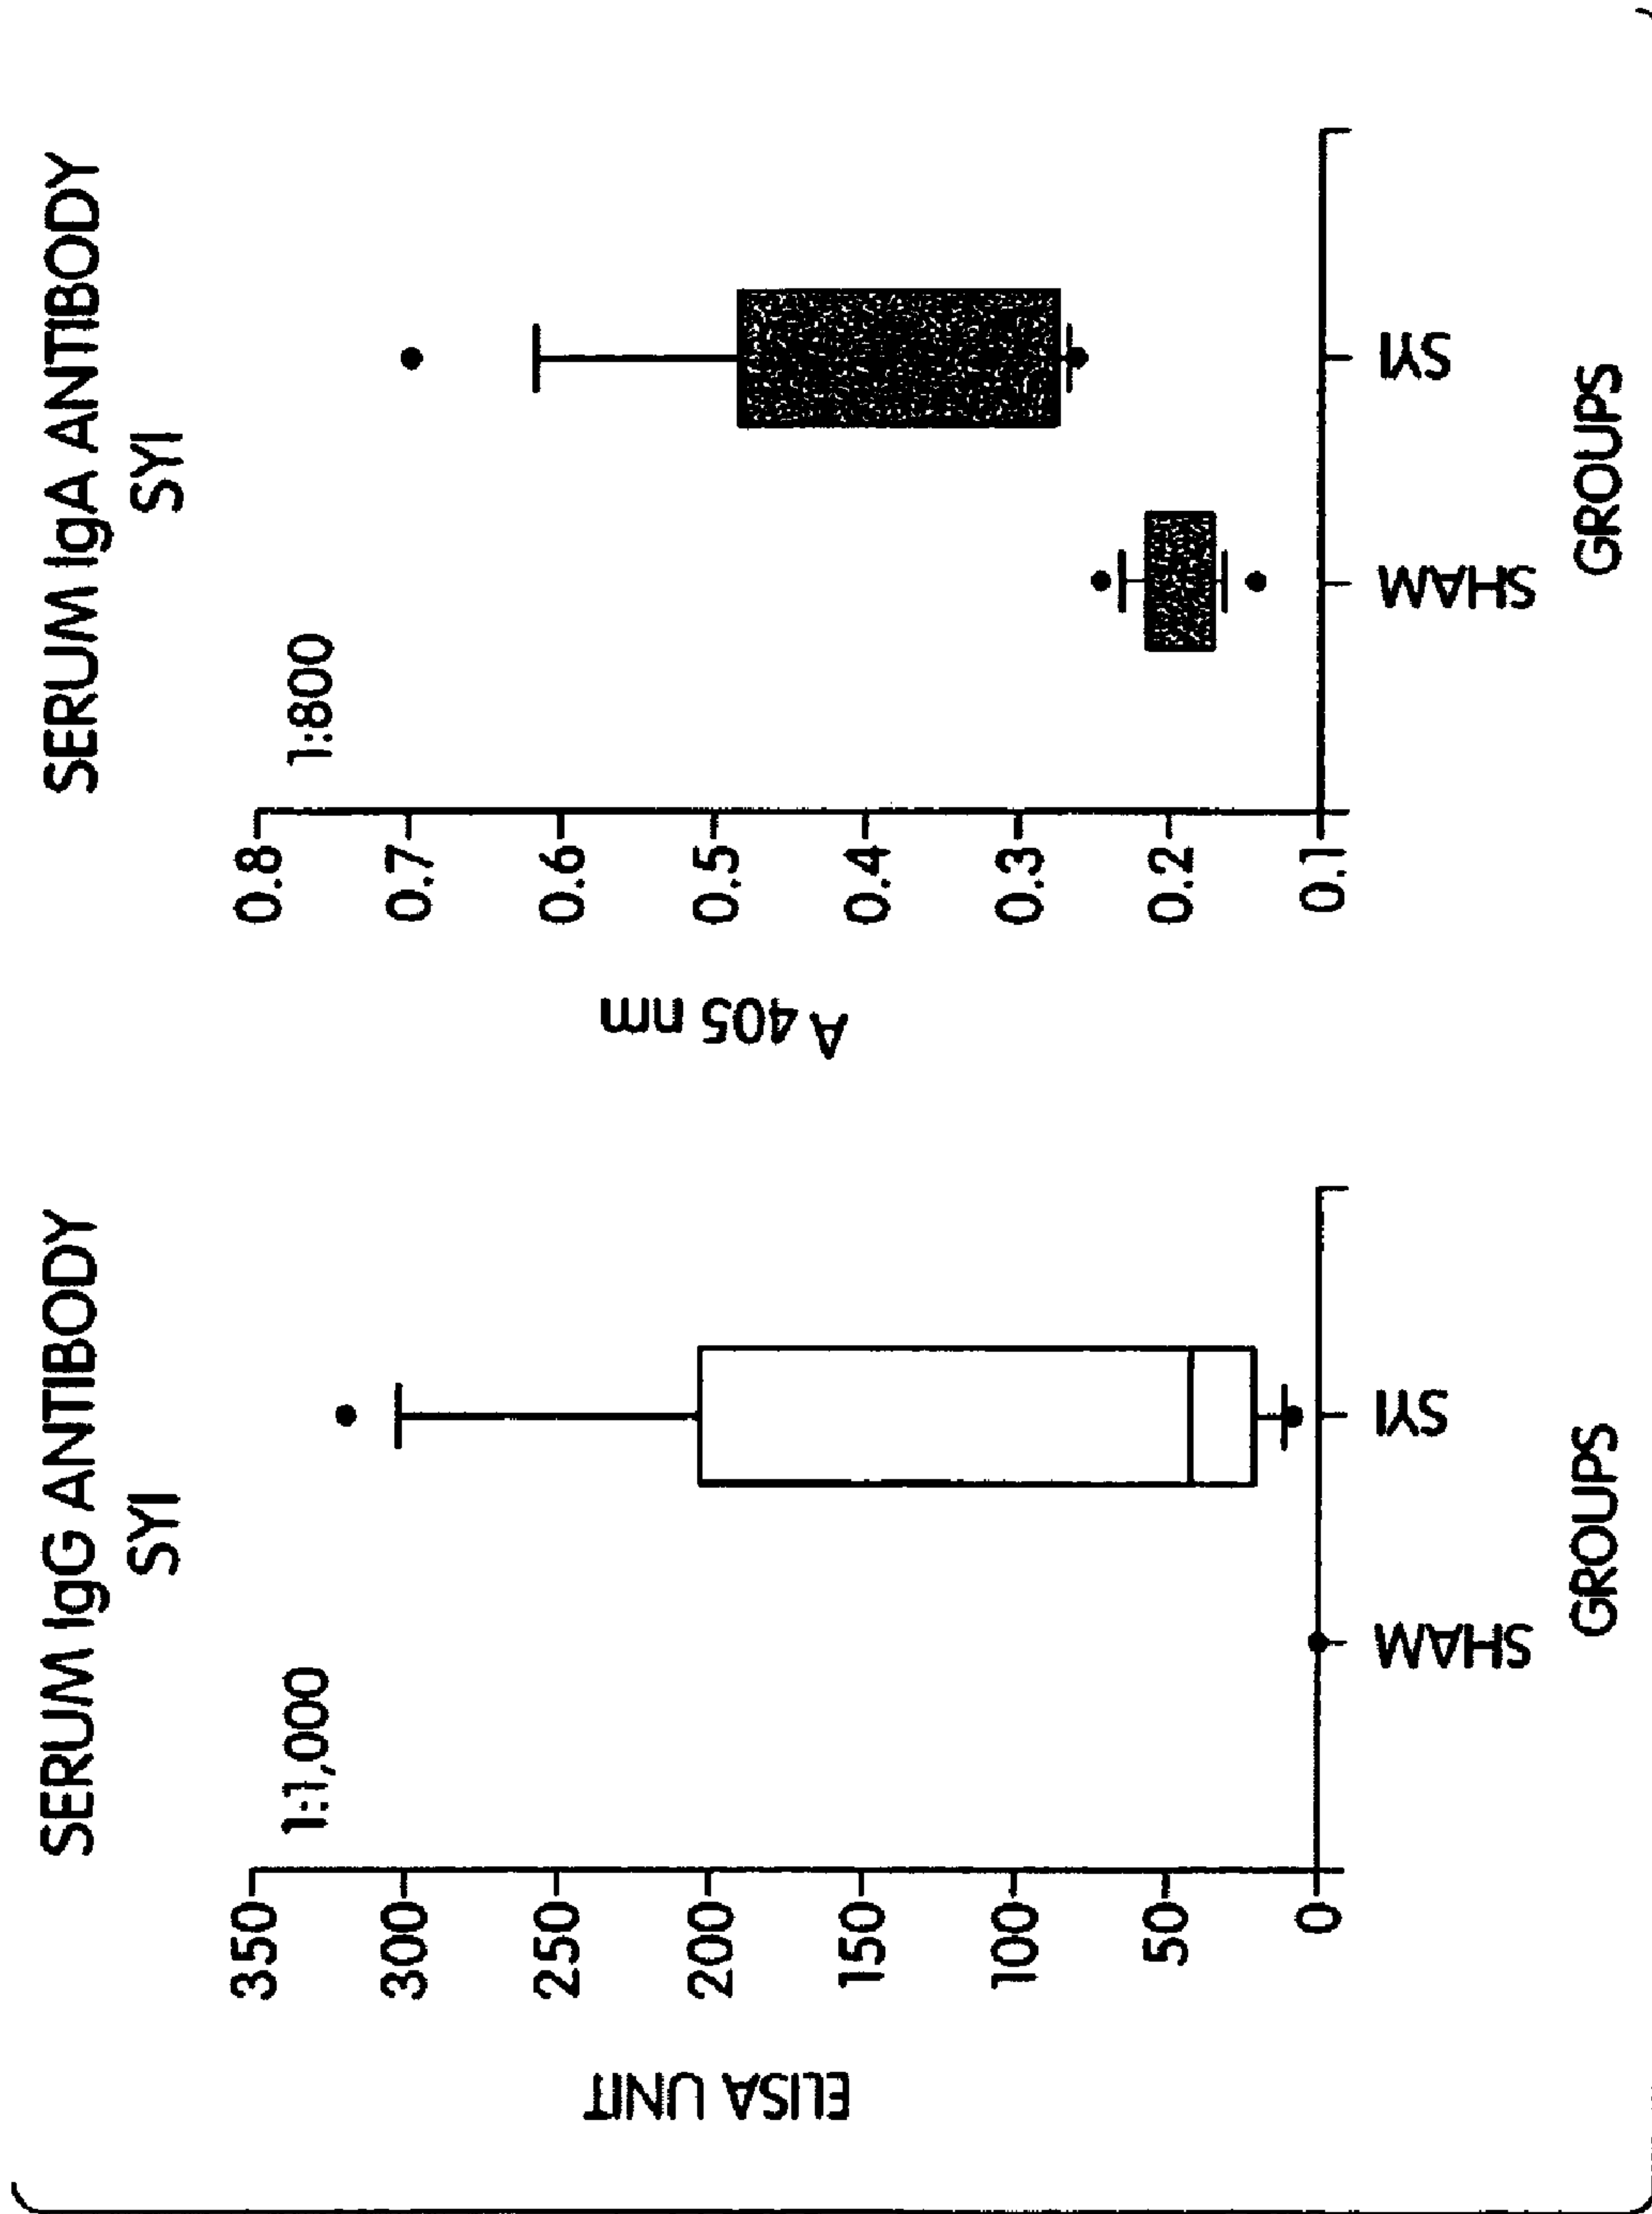 SERUM IgG ANTIBODY
SYI
1:1,000
ELISA UNIT
350
300
250
200
150
100
50
0
SHAM
SYI
GROUPS
SERUM IgA ANTIBODY
SYI
1:800
A 405 nm
0.8
0.7
0.6
0.5
0.4
0.3
0.2
0.1
SHAM
SYI
GROUPS